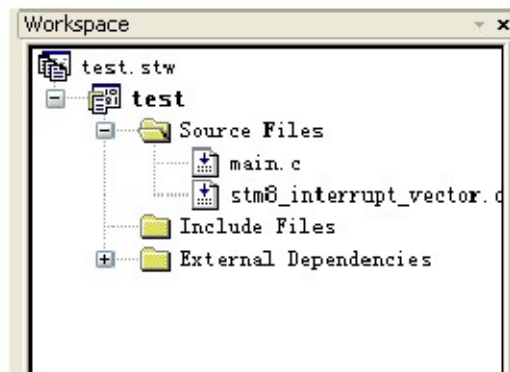 Workspace
test.stw
test
Source Files
main.c
stm8_interrupt_vector.c
Include Files
External Dependencies